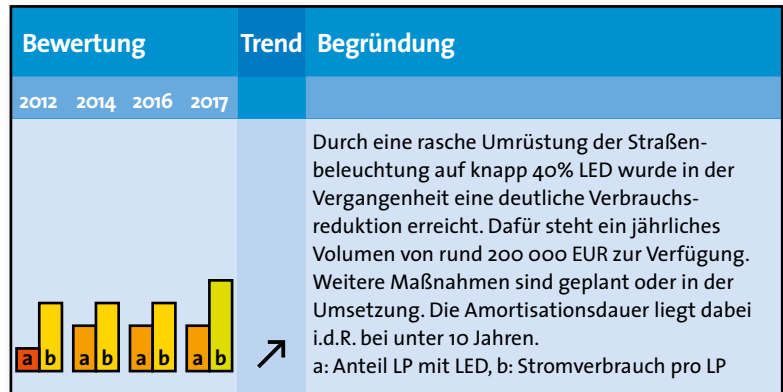 Bewertung Trend Begründung
2012 2014 2016 2017
Durch eine rasche Umrüstung der Straßen-
beleuchtung auf knapp 40% LED wurde in der
Vergangenheit eine deutliche Verbrauchs-
reduktion erreicht. Dafür steht ein jährliches
Volumen von rund 200 000 EUR zur Verfügung.
Weitere Maßnahmen sind geplant oder in der
Umsetzung. Die Amortisationsdauer liegt dabei
i.d.R. bei unter 10 Jahren.
a: Anteil LP mit LED, b: Stromverbrauch pro LP
a b a b a b a b